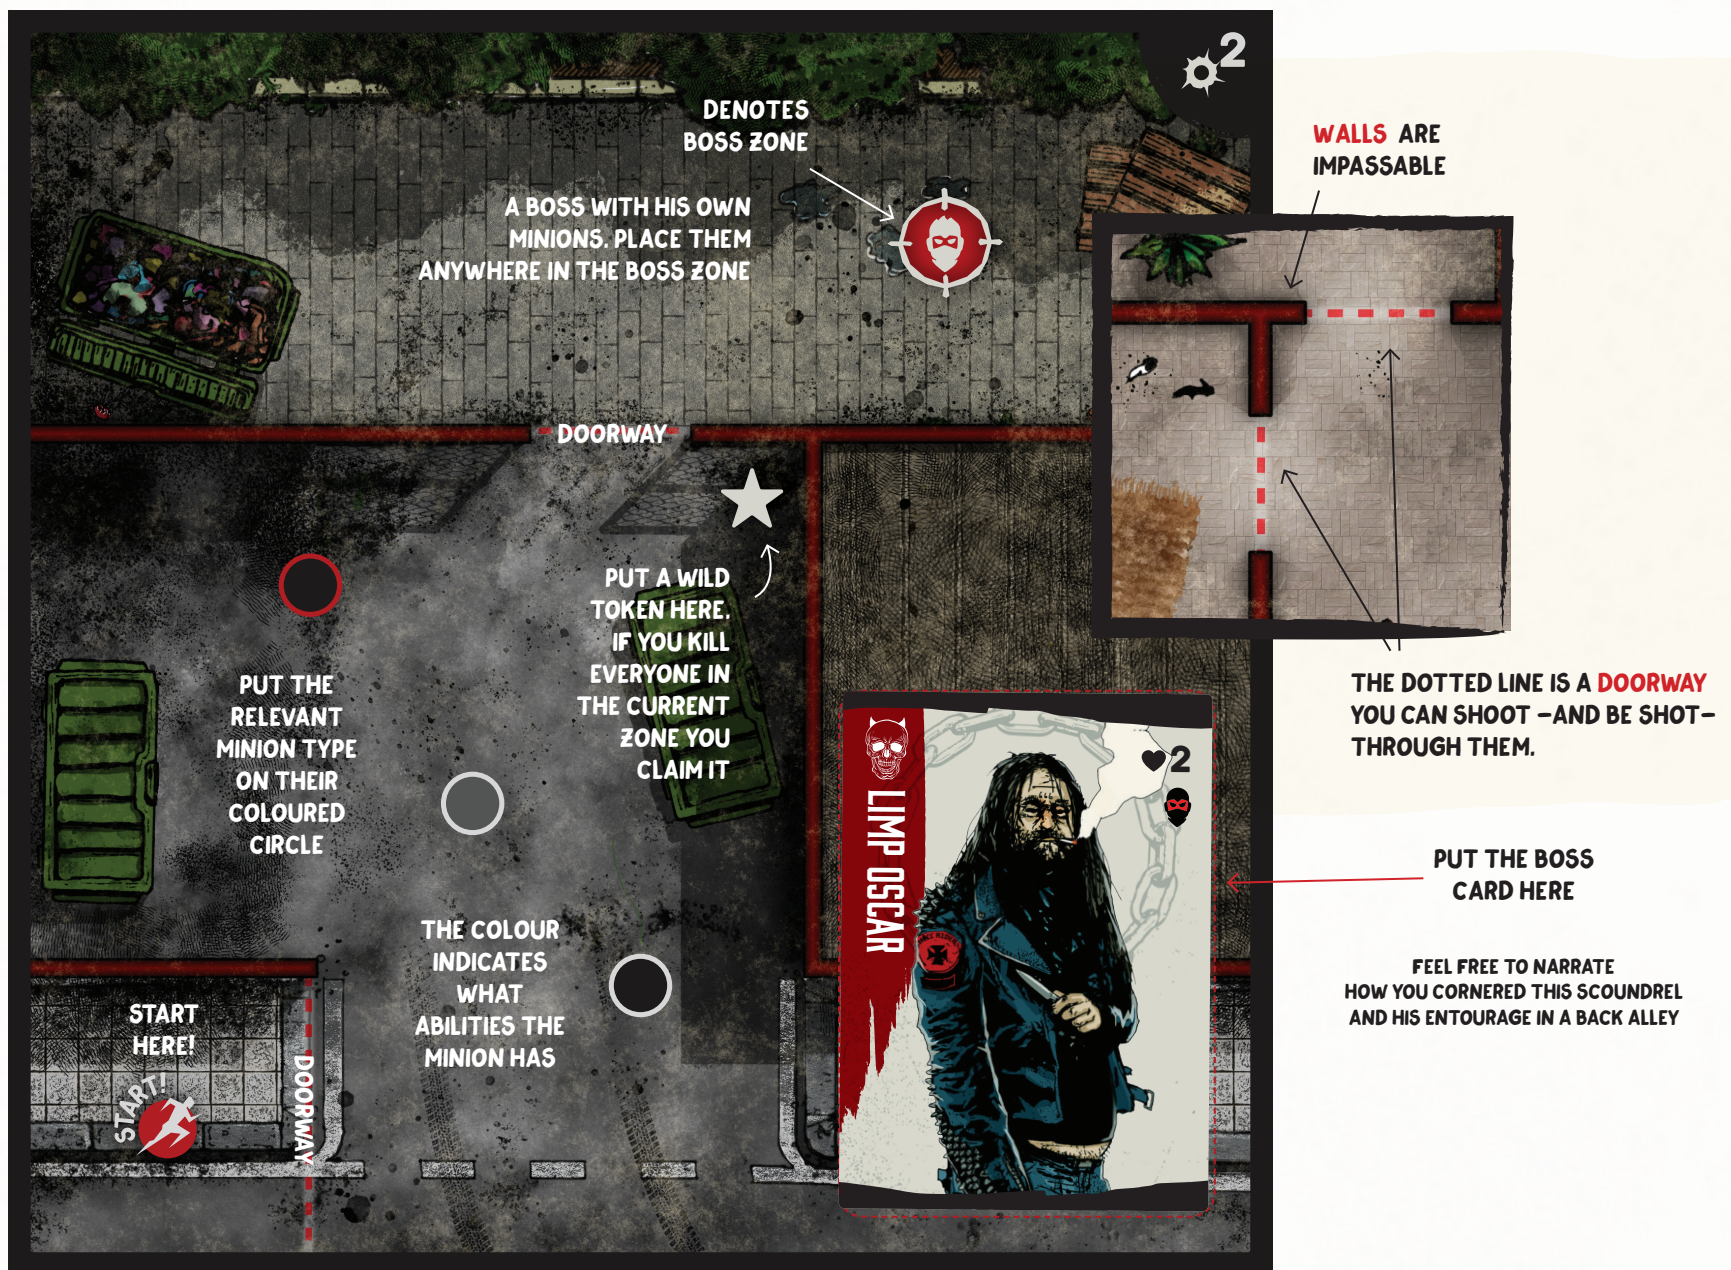 2
DENOTES
BOSS ZONE
A BOSS WITH HIS OWN
MINIONS. PLACE THEM
ANYWHERE IN THE BOSS ZONE
WALLS ARE
IMPASSABLE
DOORWAY
PUT A WILD
TOKEN HERE.
IF YOU KILL
EVERYONE IN
THE CURRENT
ZONE YOU
CLAIM IT
PUT THE
RELEVANT
MINION TYPE
ON THEIR
COLOURED
CIRCLE
THE DOTTED LINE IS A DOORWAY
YOU CAN SHOOT –AND BE SHOT–
THROUGH THEM.
2
LIMP OSCAR
PUT THE BOSS
CARD HERE
FEEL FREE TO NARRATE
HOW YOU CORNERED THIS SCOUNDREL
AND HIS ENTOURAGE IN A BACK ALLEY
THE COLOUR
INDICATES
WHAT
ABILITIES THE
MINION HAS
START
HERE!
START!
DOORWAY